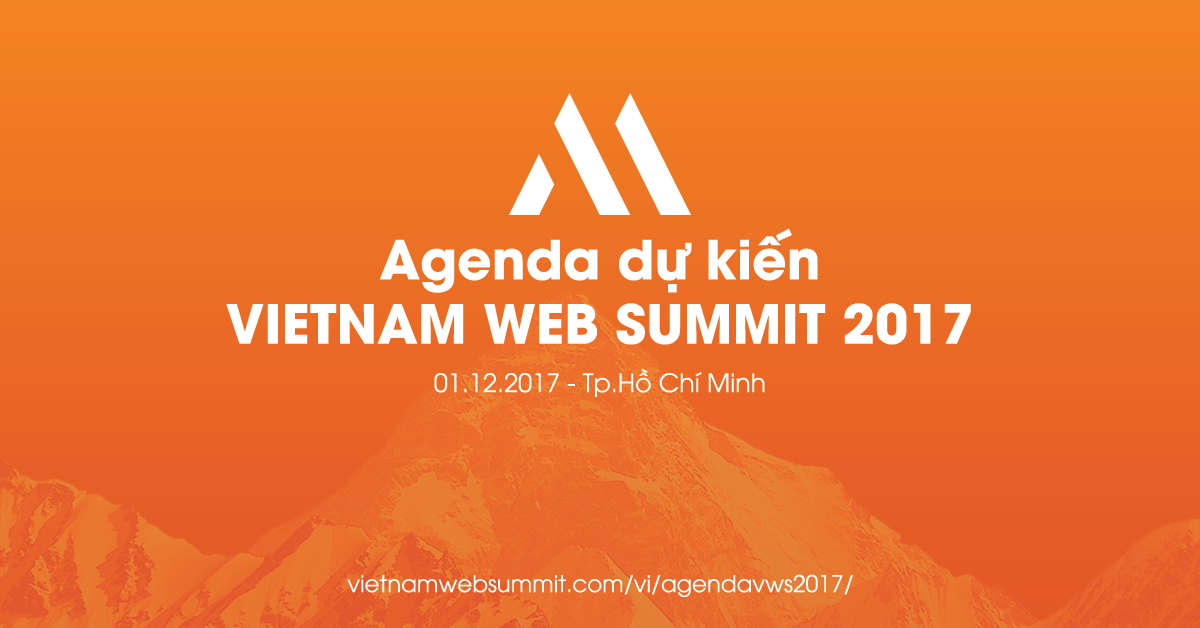 Agenda dự kiến
VIETNAM WEB SUMMIT 2017
01.12.2017 - Tp.Hồ Chí Minh
vietnamwebsummit.com/vi/agendavws2017/